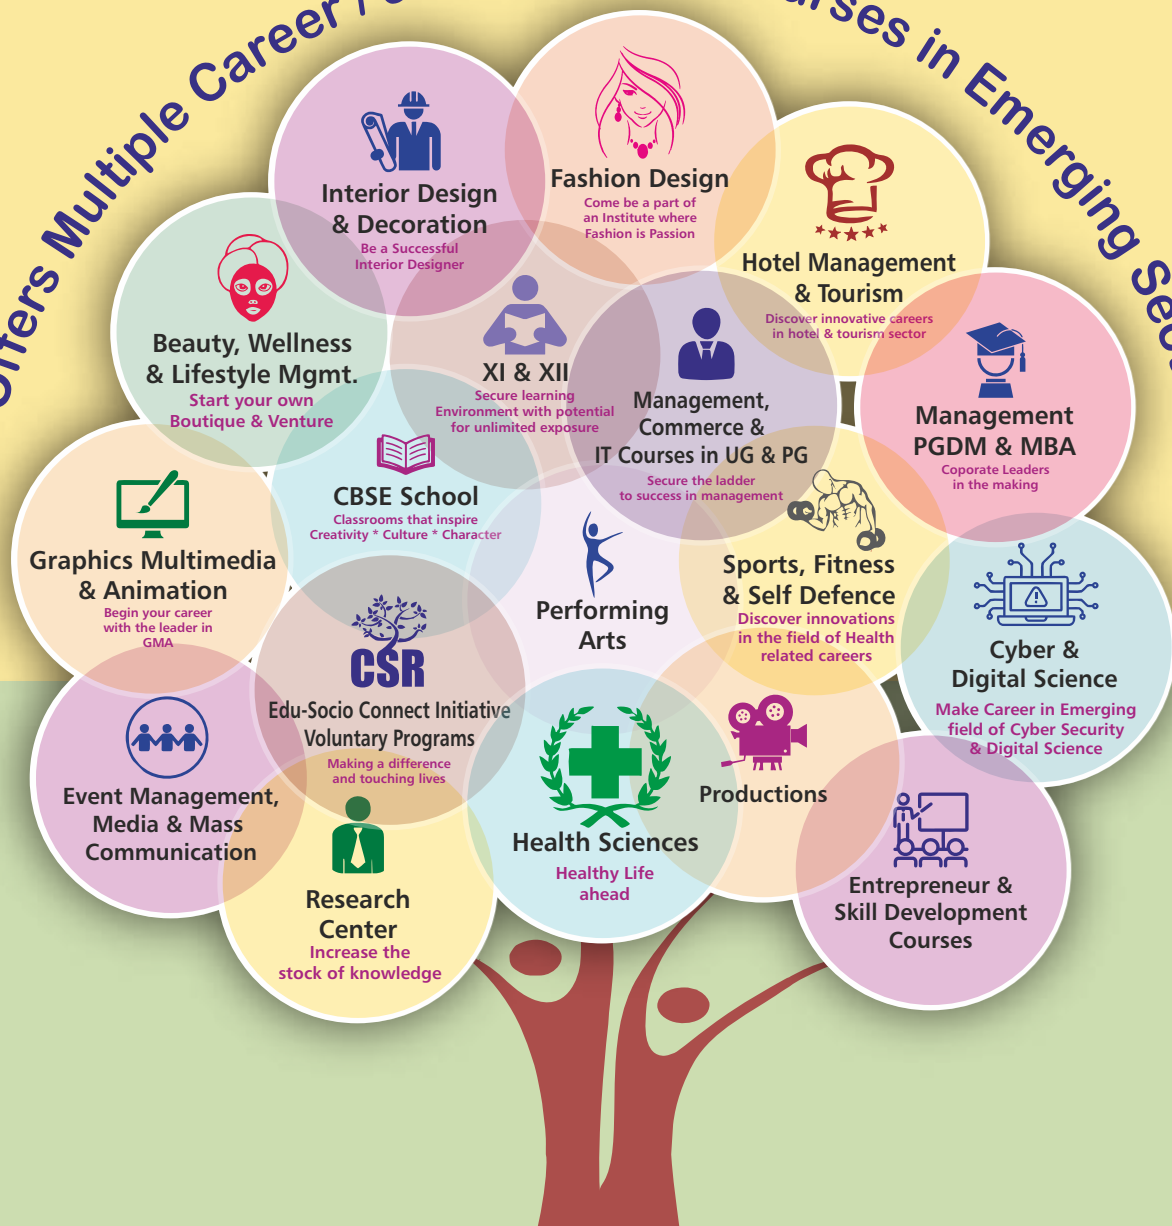 Offers Multiple Career /
urses in Emerging
Interior Design
& Decoration
Be a Successful
Interior Designer
Fashion Design
Come be a part of
an Institute where
Fashion is Passion
Hotel Management
& Tourism
Discover innovative careers
in hotel & tourism sector
Beauty, Wellness
& Lifestyle Mgmt.
Start your own
Boutique & Venture
XI & XII
Secure learning
Environment with potential
for unlimited exposure
Management,
Commerce &
IT Courses in UG & PG
Secure the ladder
to success in management
Management
PGDM & MBA
Coporate Leaders
in the making
CBSE School
Classrooms that inspire
Creativity * Culture * Character
Graphics Multimedia
& Animation
Begin your career
with the leader in
GMA
Performing
Arts
Sports, Fitness
& Self Defence
Discover innovations
in the field of Health
related careers
Cyber &
Digital Science
Make Career in Emerging
field of Cyber Security
& Digital Science
CSR
Edu-Socio Connect Initiative
Voluntary Programs
Making a difference
and touching lives
Event Management,
Media & Mass
Communication
Health Sciences
Healthy Life
ahead
Productions
Entrepreneur &
Skill Development
Courses
Research
Center
Increase the
stock of knowledge